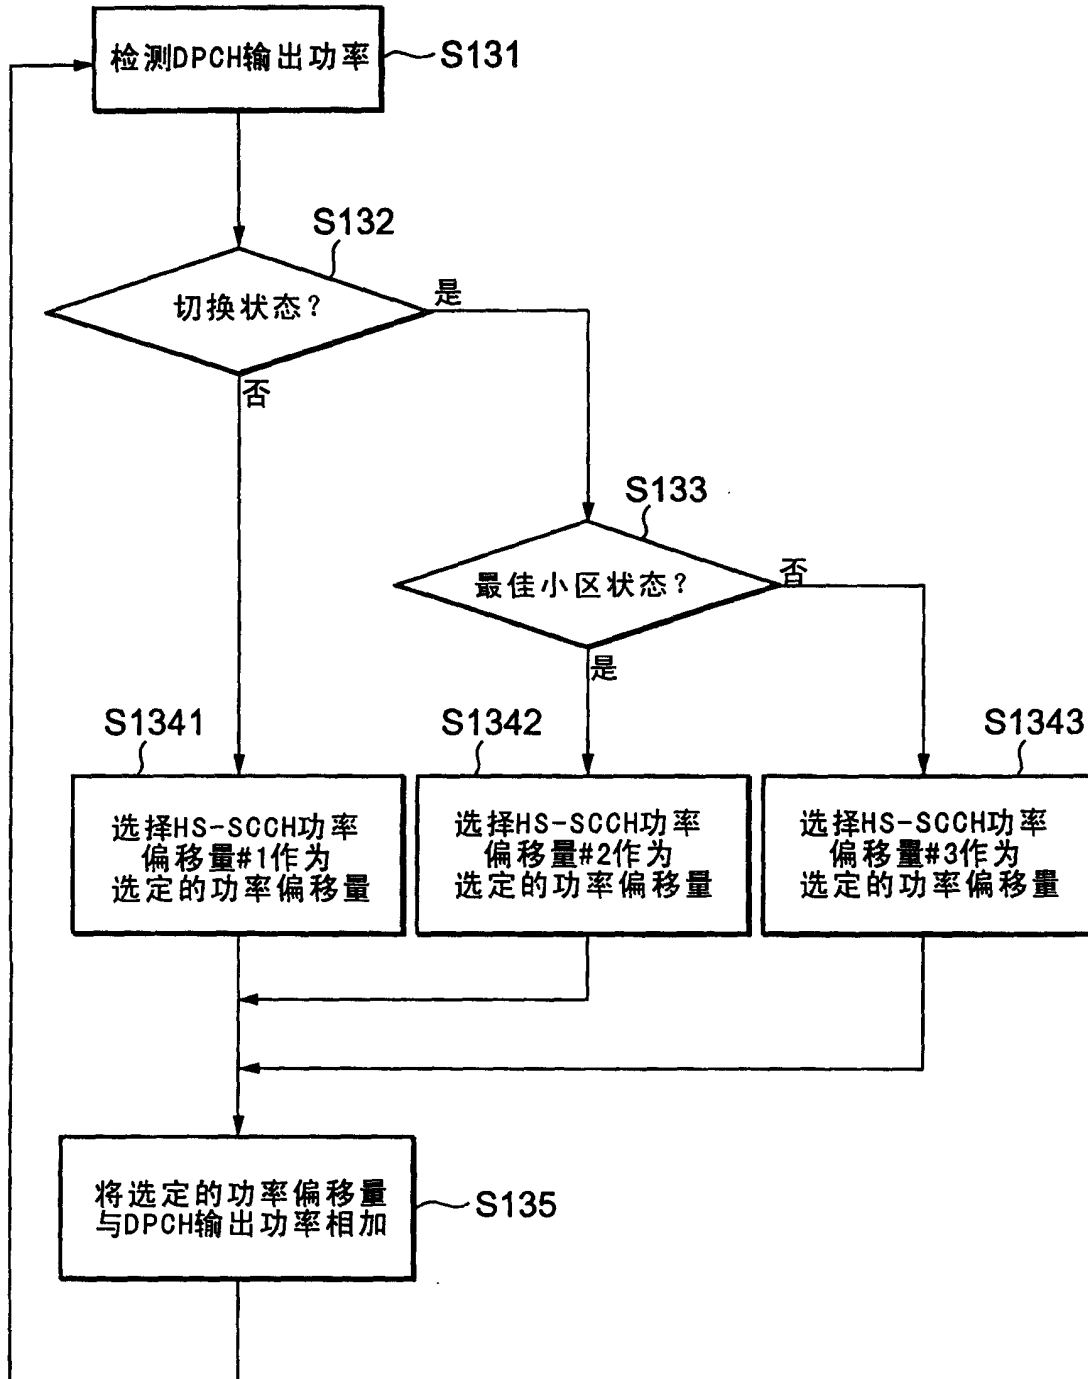 检测DPCH输出功率
S131
S132
切换状态?
是
否
S133
最佳小区状态?
否
是
S1341
S1342
S1343
选择HS-SCCH功率
偏移量#1作为
选定的功率偏移量
选择HS-SCCH功率
偏移量#2作为
选定的功率偏移量
选择HS-SCCH功率
偏移量#3作为
选定的功率偏移量
将选定的功率偏移量
与DPCH输出功率相加
S135